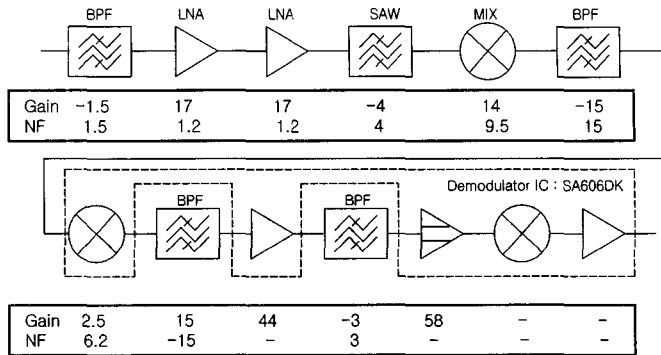 BPF LNA LNA SAW MIX BPF
Gain -1.5 17 17 -4 14 -15
NF 1.5 1.2 1.2 4 9.5 15
Demodulator IC : SA606DK
BPF BPF
Gain 2.5 15 44 -3 58 - -
NF 6.2 -15 - 3 - - -